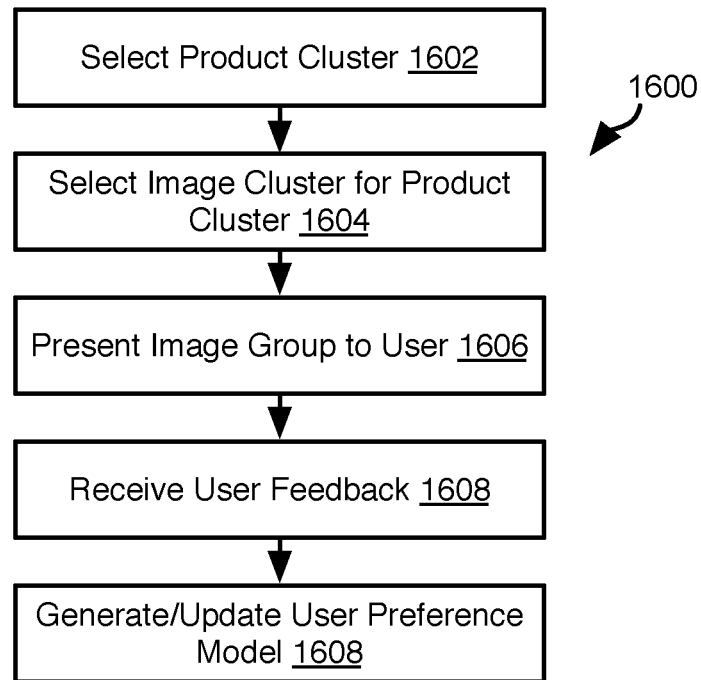 Select Product Cluster 1602
1600
Select Image Cluster for Product
Cluster 1604
Present Image Group to User 1606
Receive User Feedback 1608
Generate/Update User Preference
Model 1608